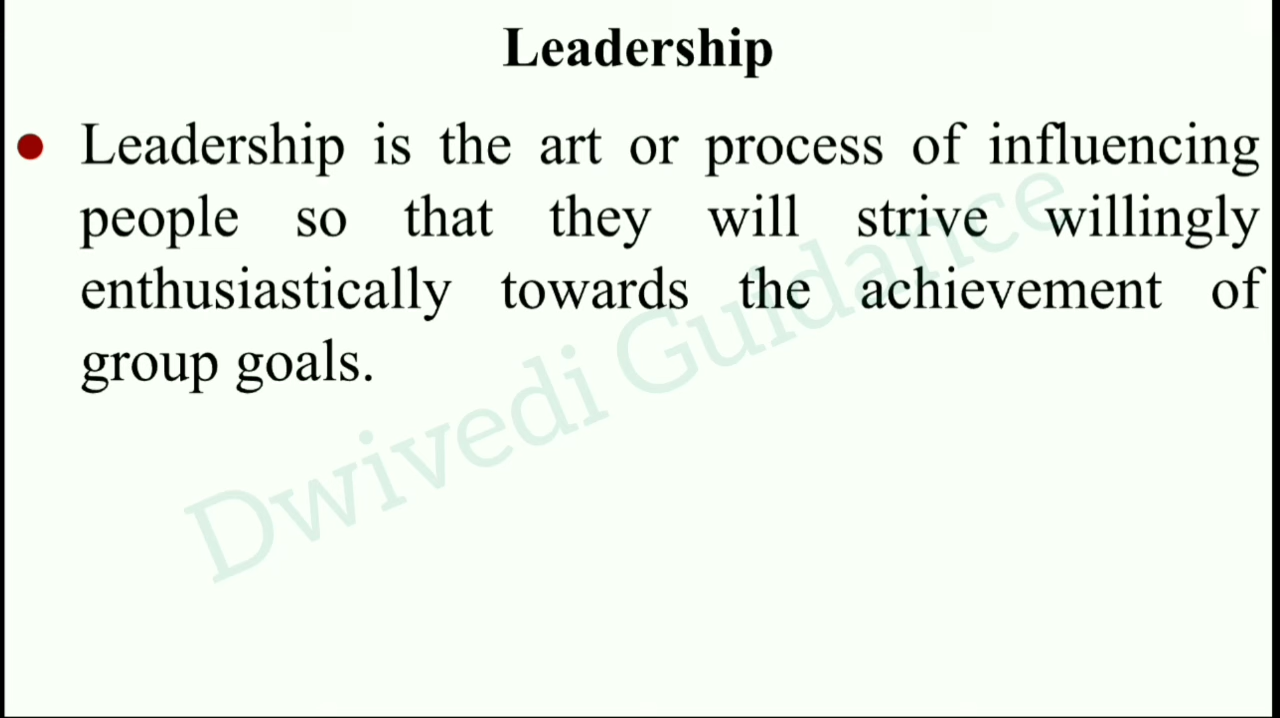 Leadership
● Leadership is the art or process of influencing
people so that they will strive willingly
enthusiastically towards the achievement of
group goals.
Dwivedi Guidance